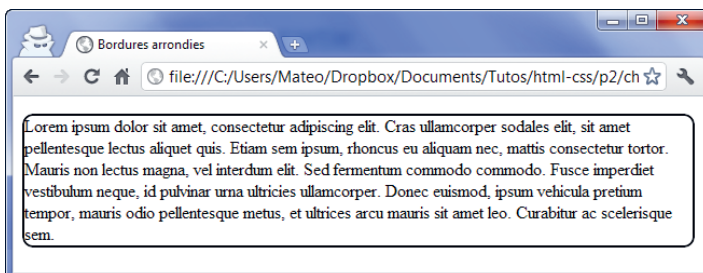 Bordures arrondies
file:///C:/Users/Mateo/Dropbox/Documents/Tutos/html-css/p2/ch
Lorem ipsum dolor sit amet, consectetur adipiscing elit. Cras ullamcorper sodales elit, sit amet
pellentesque lectus aliquet quis. Etiam sem ipsum, rhoncus eu aliquam nec, mattis consectetur tortor.
Mauris non lectus magna, vel interdum elit. Sed fermentum commodo commodo. Fusce imperdiet
vestibulum neque, id pulvinar urna ultricies ullamcorper. Donec euismod, ipsum vehicula pretium
tempor, mauris odio pellentesque metus, et ultrices arcu mauris sit amet leo. Curabitur ac scelerisque
sem.